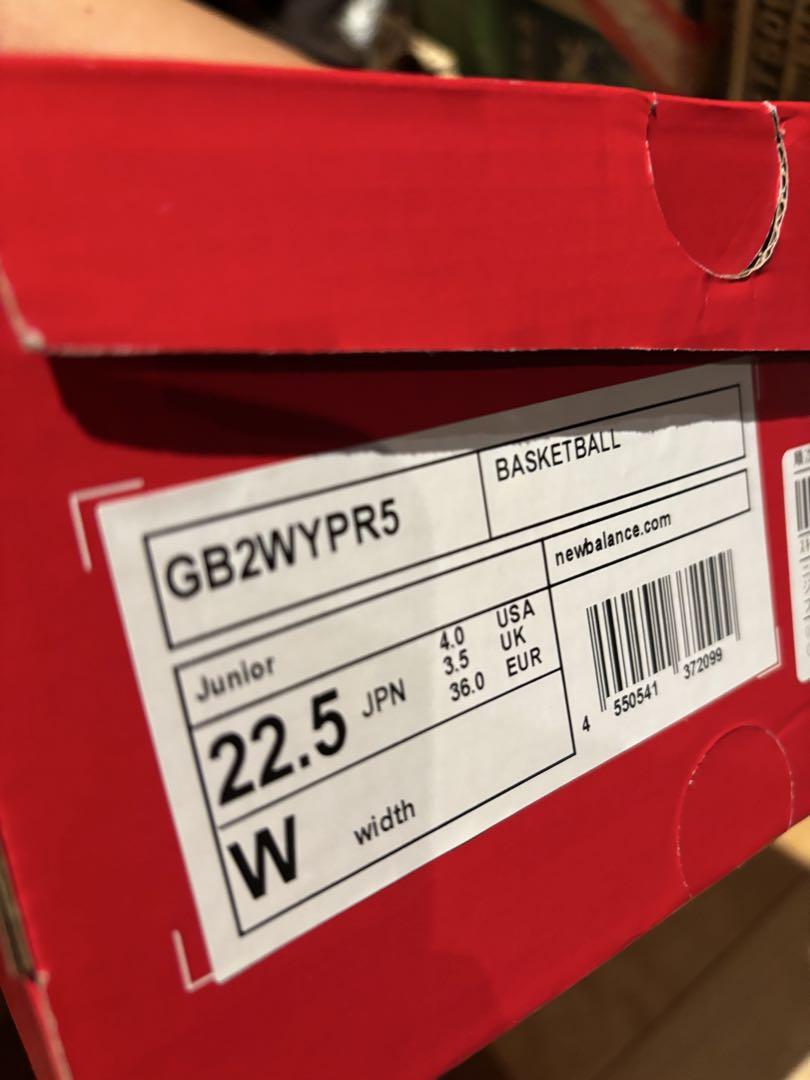 GB2WYPR5
BASKETBALL
newbalance.com
Junior
22.5 JPN
4.0 USA
3.5 UK
36.0 EUR
W width
4 550541 372099